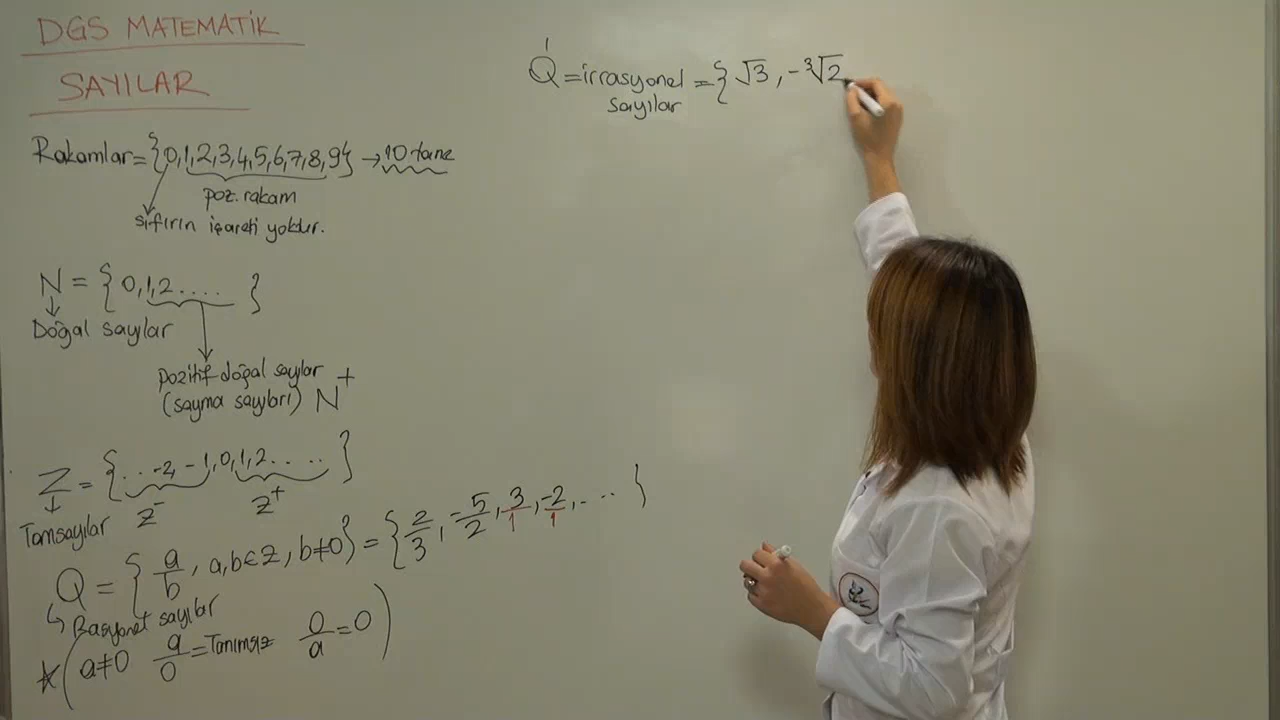 DGS MATEMATİK
SAYILAR
Rakamlar = {0,1,2,3,4,5,6,7,8,9} → 10 tane
poz. rakam
sıfırın işareti yoktur.
N = {0,1,2.... }
Doğal sayılar
pozitif doğal sayılar
(sayma sayıları) N⁺
Z = {...-2,-1,0,1,2.....}
Tamsayılar Z⁻ Z⁺
Q = {a/b, a,b∈Z, b≠0} = {2/3, -5/2, 3/1, -2/1, ....}
Rasyonel sayılar
★ (a≠0 a/0 = Tanımsız 0/a = 0)
Q' = irrasyonel = {√3, -³√2
sayılar